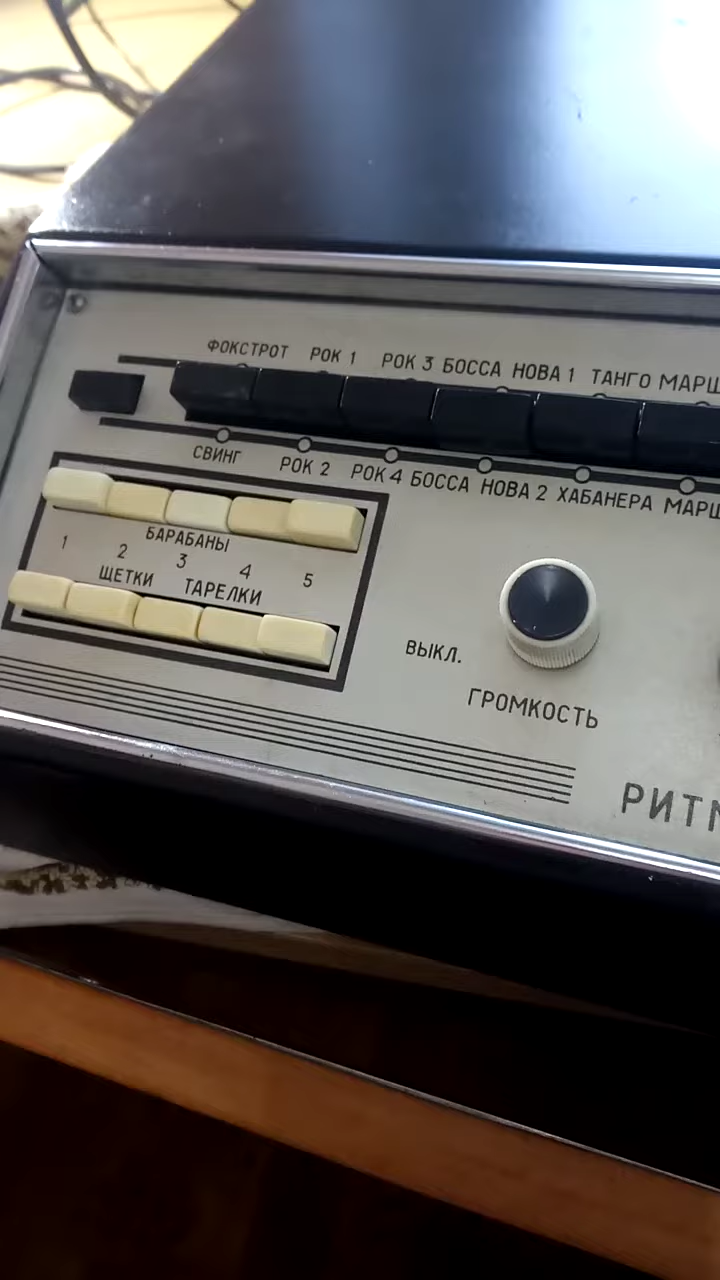 ФОКСТРОТ РОК 1 РОК 3 БОССА НОВА 1 ТАНГО МАРШ
СВИНГ РОК 2 РОК 4 БОССА НОВА 2 ХАБАНЕРА МАРШ
БАРАБАНЫ
1 2 3 4 5
ЩЕТКИ ТАРЕЛКИ
ВЫКЛ.
ГРОМКОСТЬ
РИТМ